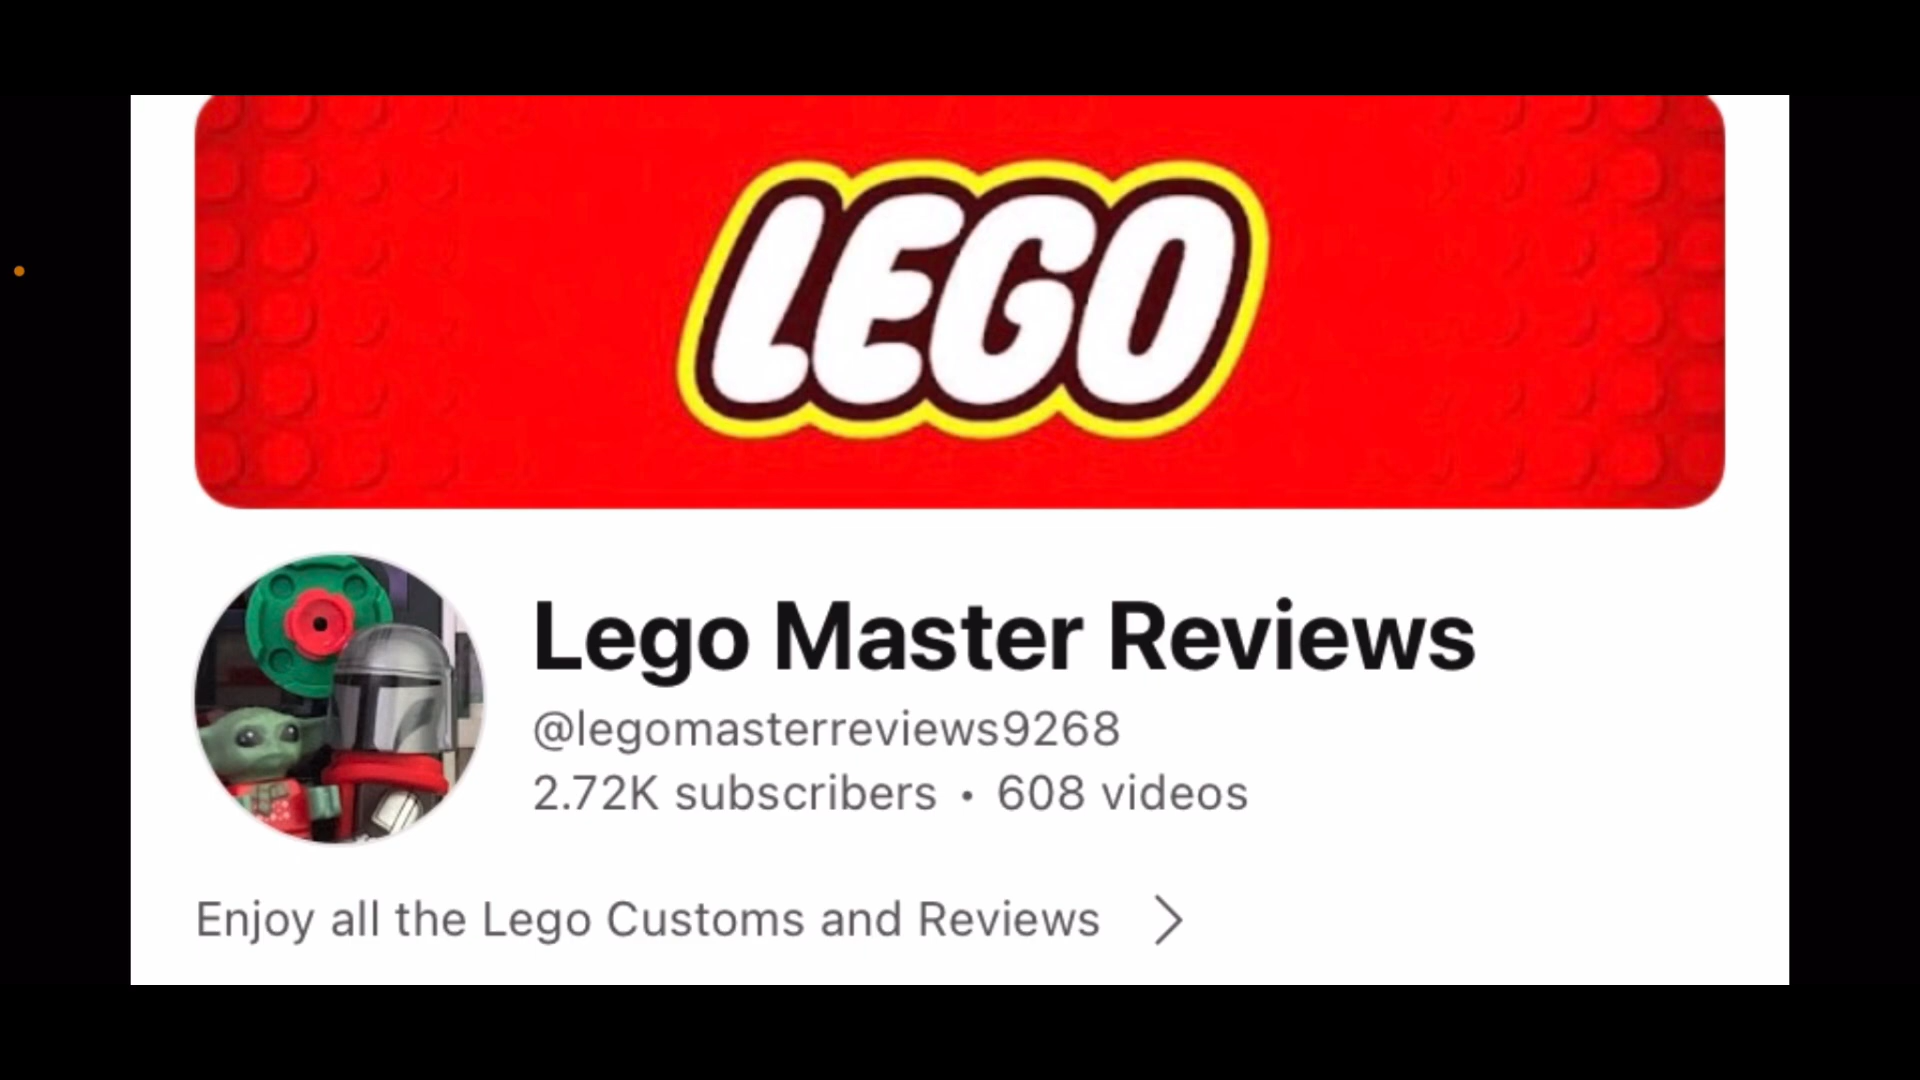 LEGO
Lego Master Reviews
@legomasterreviews9268
2.72K subscribers • 608 videos
Enjoy all the Lego Customs and Reviews